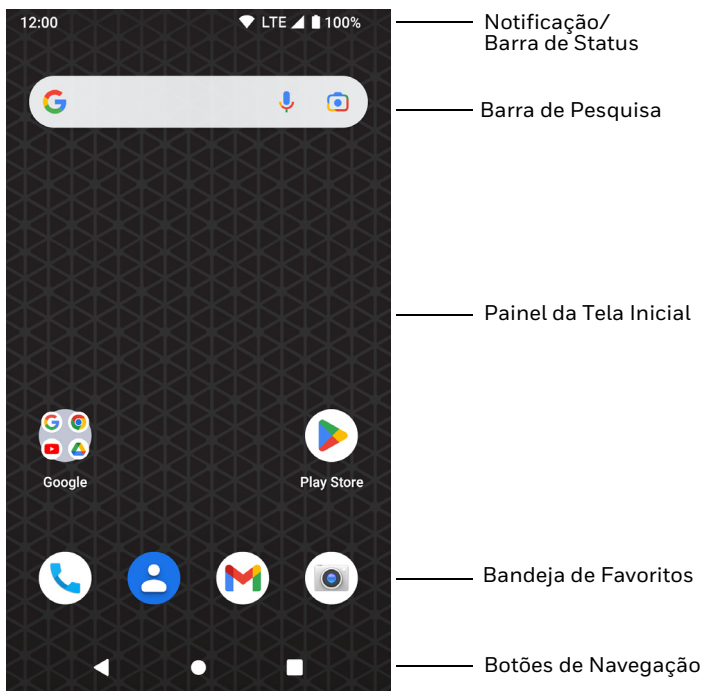 12:00 LTE 100%
Notificação/
Barra de Status
Barra de Pesquisa
Painel da Tela Inicial
Google Play Store
Bandeja de Favoritos
Botões de Navegação